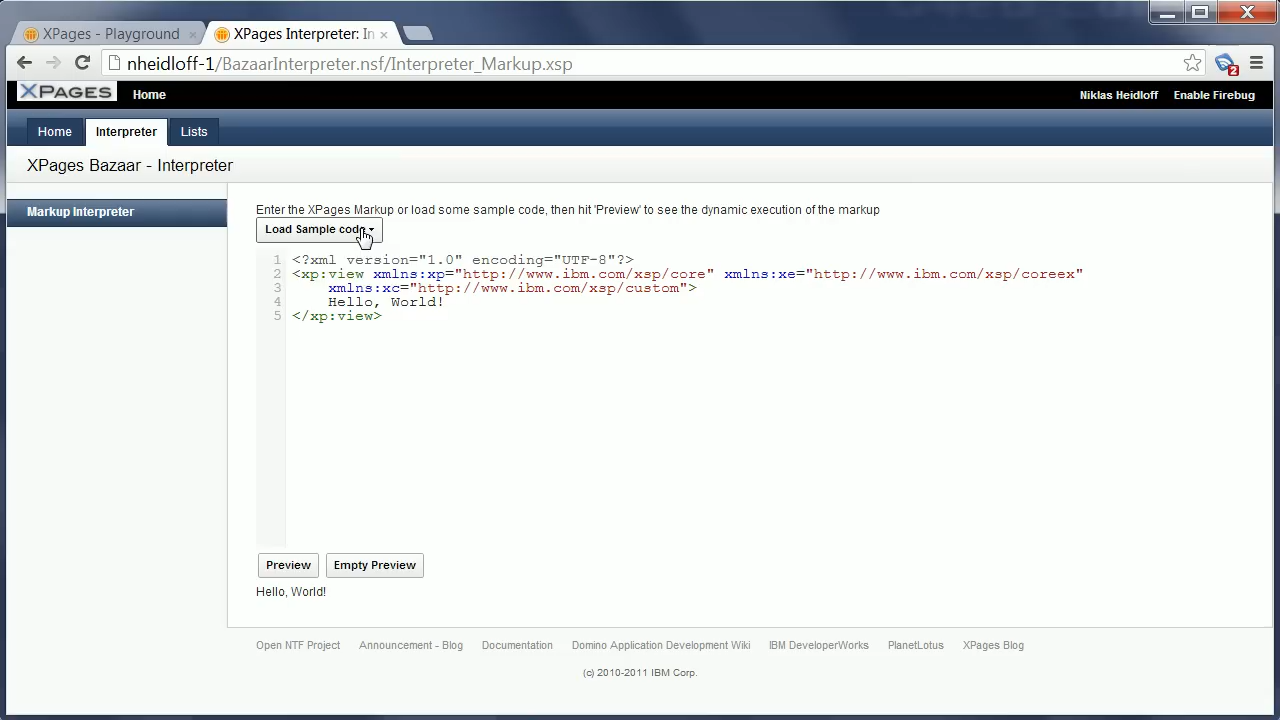 XPages - Playground
XPages Interpreter: In
nheidloff-1/BazaarInterpreter.nsf/Interpreter_Markup.xsp
2
XPAGES
Home
Niklas Heidloff
Enable Firebug
Home
Interpreter
Lists
XPages Bazaar - Interpreter
Markup Interpreter
Enter the XPages Markup or load some sample code, then hit 'Preview' to see the dynamic execution of the markup
Load Sample code
1 <?xml version="1.0" encoding="UTF-8"?>
2 <xp:view xmlns:xp="http://www.ibm.com/xsp/core" xmlns:xe="http://www.ibm.com/xsp/coreex"
3 xmlns:xc="http://www.ibm.com/xsp/custom">
4 Hello, World!
5 </xp:view>
Preview
Empty Preview
Hello, World!
Open NTF Project
Announcement - Blog
Documentation
Domino Application Development Wiki
IBM DeveloperWorks
PlanetLotus
XPages Blog
(c) 2010-2011 IBM Corp.